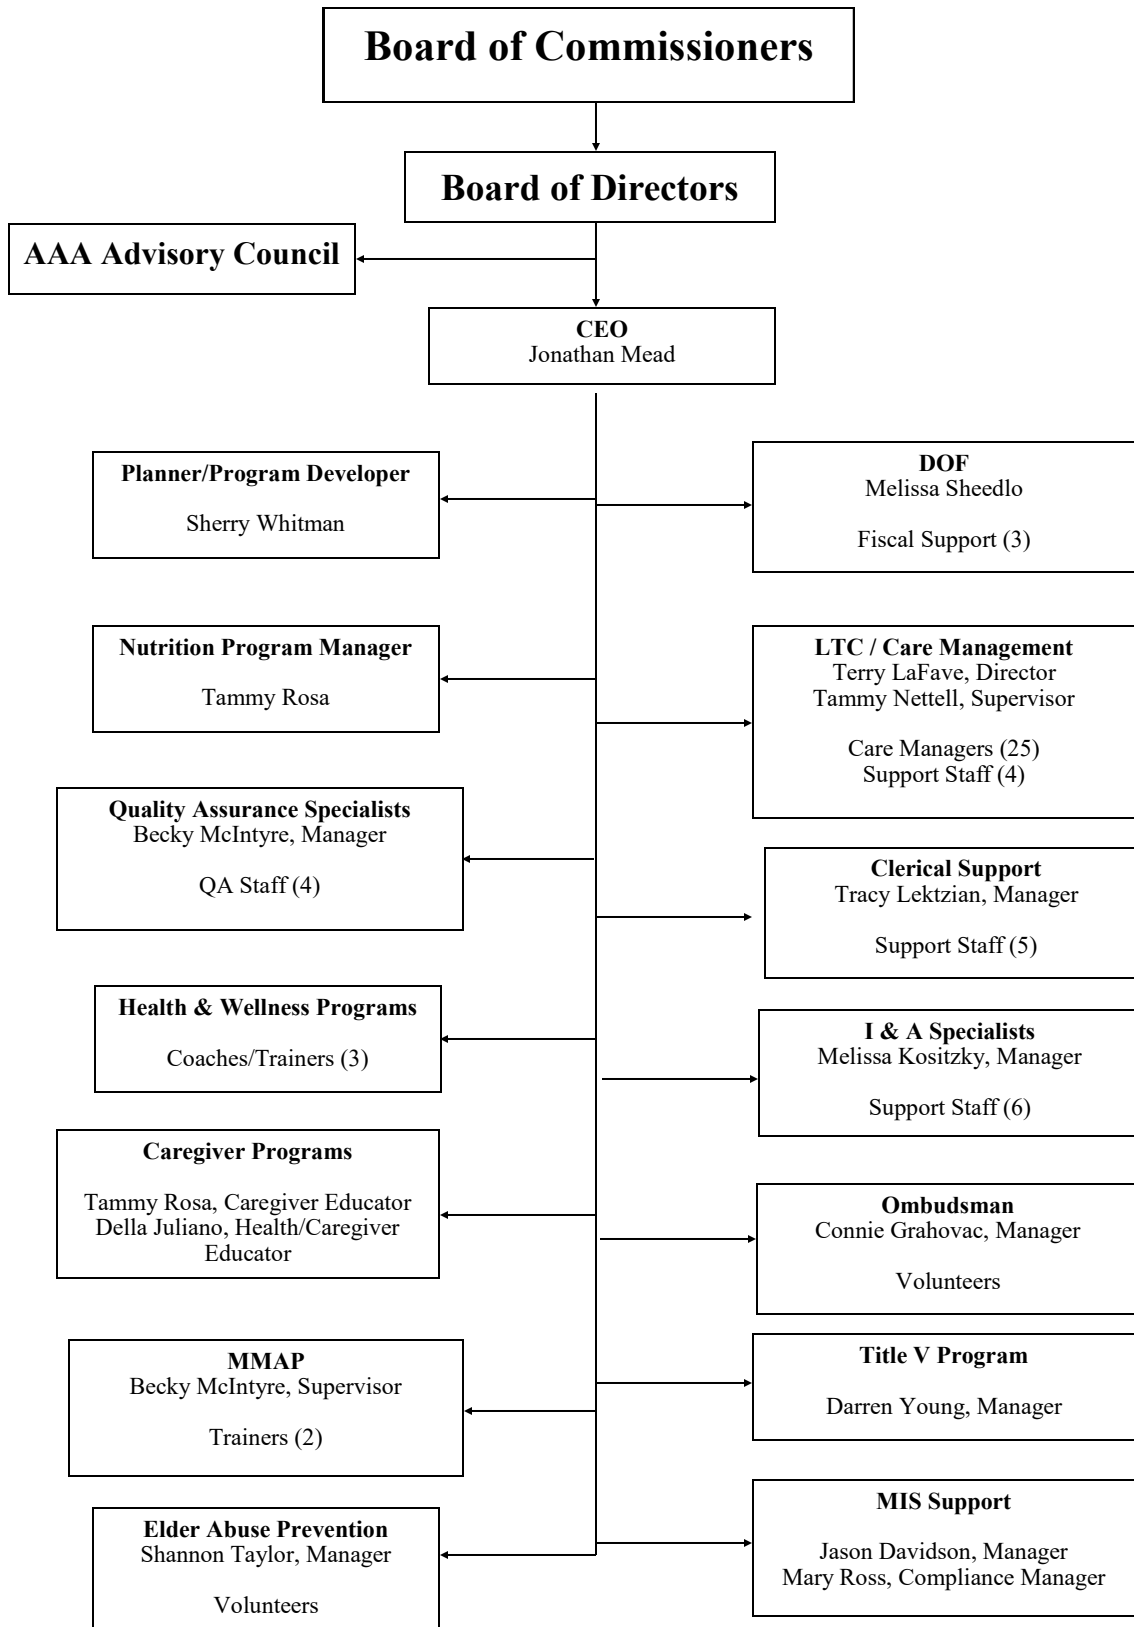 Board of Commissioners
Board of Directors
AAA Advisory Council
CEO
Jonathan Mead
Planner/Program Developer
Sherry Whitman
DOF
Melissa Sheedlo
Fiscal Support (3)
Nutrition Program Manager
Tammy Rosa
LTC / Care Management
Terry LaFave, Director
Tammy Nettell, Supervisor
Care Managers (25)
Support Staff (4)
Quality Assurance Specialists
Becky McIntyre, Manager
QA Staff (4)
Clerical Support
Tracy Lektzian, Manager
Support Staff (5)
Health & Wellness Programs
Coaches/Trainers (3)
I & A Specialists
Melissa Kositzky, Manager
Support Staff (6)
Caregiver Programs
Tammy Rosa, Caregiver Educator
Della Juliano, Health/Caregiver
Educator
Ombudsman
Connie Grahovac, Manager
Volunteers
MMAP
Becky McIntyre, Supervisor
Trainers (2)
Title V Program
Darren Young, Manager
Elder Abuse Prevention
Shannon Taylor, Manager
Volunteers
MIS Support
Jason Davidson, Manager
Mary Ross, Compliance Manager